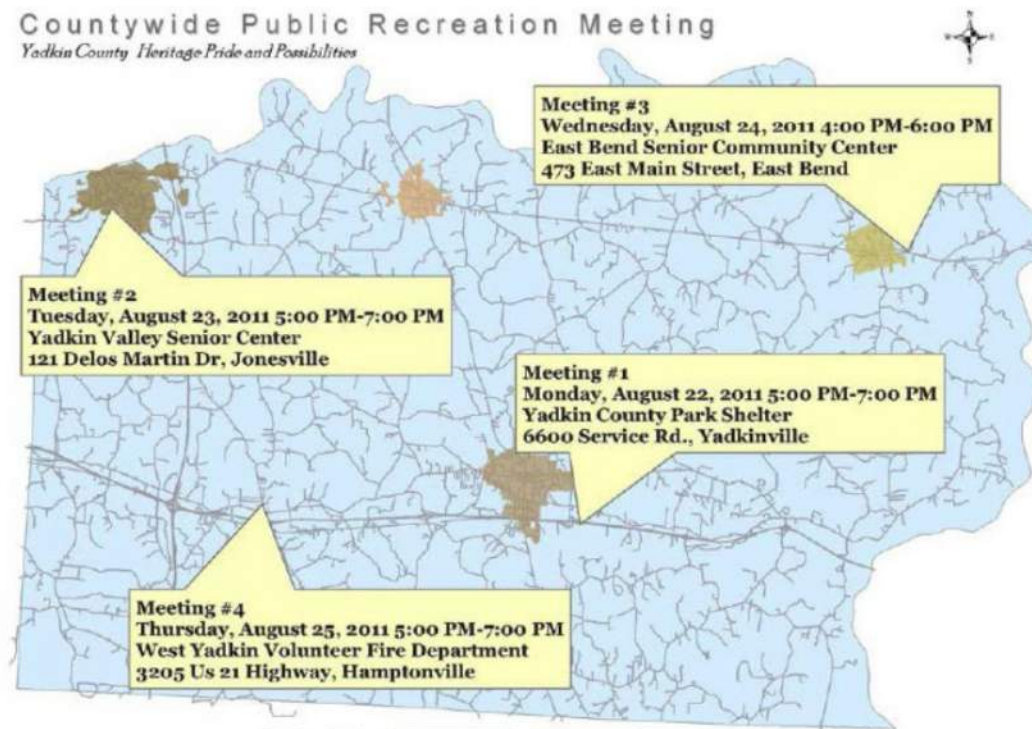 Countywide Public Recreation Meeting
Yadkin County Heritage Pride and Possibilities
Meeting #3
Wednesday, August 24, 2011 4:00 PM-6:00 PM
East Bend Senior Community Center
473 East Main Street, East Bend
Meeting #2
Tuesday, August 23, 2011 5:00 PM-7:00 PM
Yadkin Valley Senior Center
121 Delos Martin Dr, Jonesville
Meeting #1
Monday, August 22, 2011 5:00 PM-7:00 PM
Yadkin County Park Shelter
6600 Service Rd., Yadkinville
Meeting #4
Thursday, August 25, 2011 5:00 PM-7:00 PM
West Yadkin Volunteer Fire Department
3205 Us 21 Highway, Hamptonville